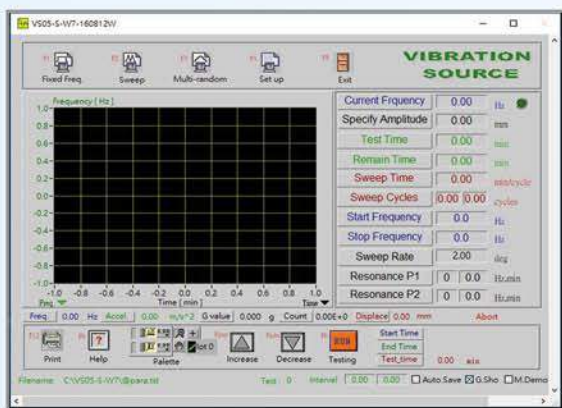 VS05-S-W7-160812W
Fixed Freq. Sweep Multi-random Set up Exit
VIBRATION
SOURCE
Frequency [ Hz ]
1.0
0.8
0.6
0.4
0.2
0.0
-0.2
-0.4
-0.6
-0.8
-1.0
-1.0 -0.8 -0.6 -0.4 -0.2 0.0 0.2 0.4 0.6 0.8 1.0
Freq. Time [ min ] Time
Current Frquency 0.00 Hz
Specify Amplitude 0.00 mm
Test Time 0.00 min
Remain Time 0.00 min
Sweep Time 0.00 min/cycle
Sweep Cycles 0.00 0.00 cycles
Start Frequency 0.0 Hz
Stop Frequency 0.0 Hz
Sweep Rate 2.00 deg
Resonance P1 0 0.0 Hz,min
Resonance P2 0 0.0 Hz,min
Freq. 0.00 Hz Accel. 0.00 m/s^2 G value 0.000 g Count 0.00E+0 Displace 0.00 mm Abort
Print Help Palette Increase Decrease Testing
RUN
Start Time
End Time
Test_time 0.00 min
Filename C:\VS05-S-W7\@para.txt Test 0 Interval 0.00 0.00 Auto Save G.Sho M.Demo